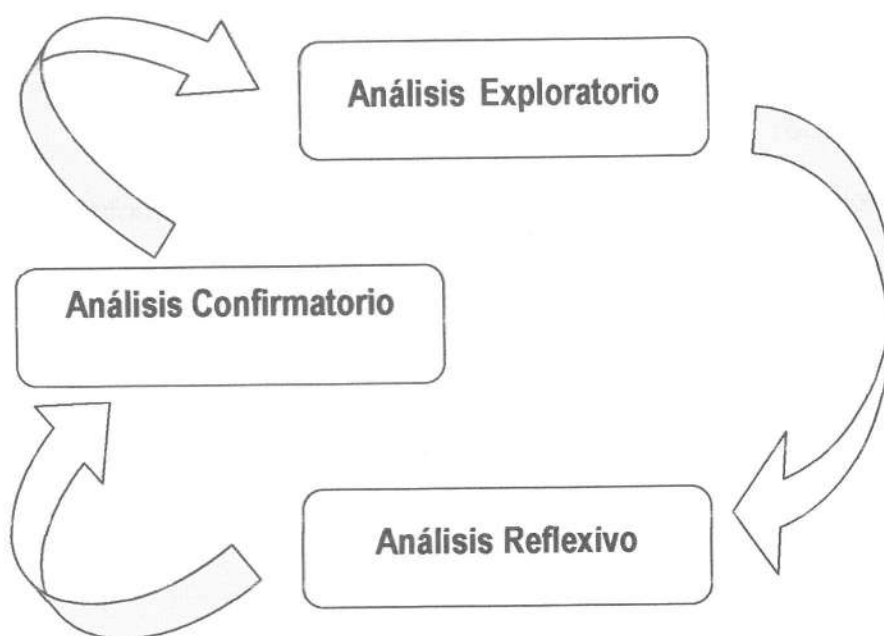 Análisis Exploratorio
Análisis Confirmatorio
Análisis Reflexivo